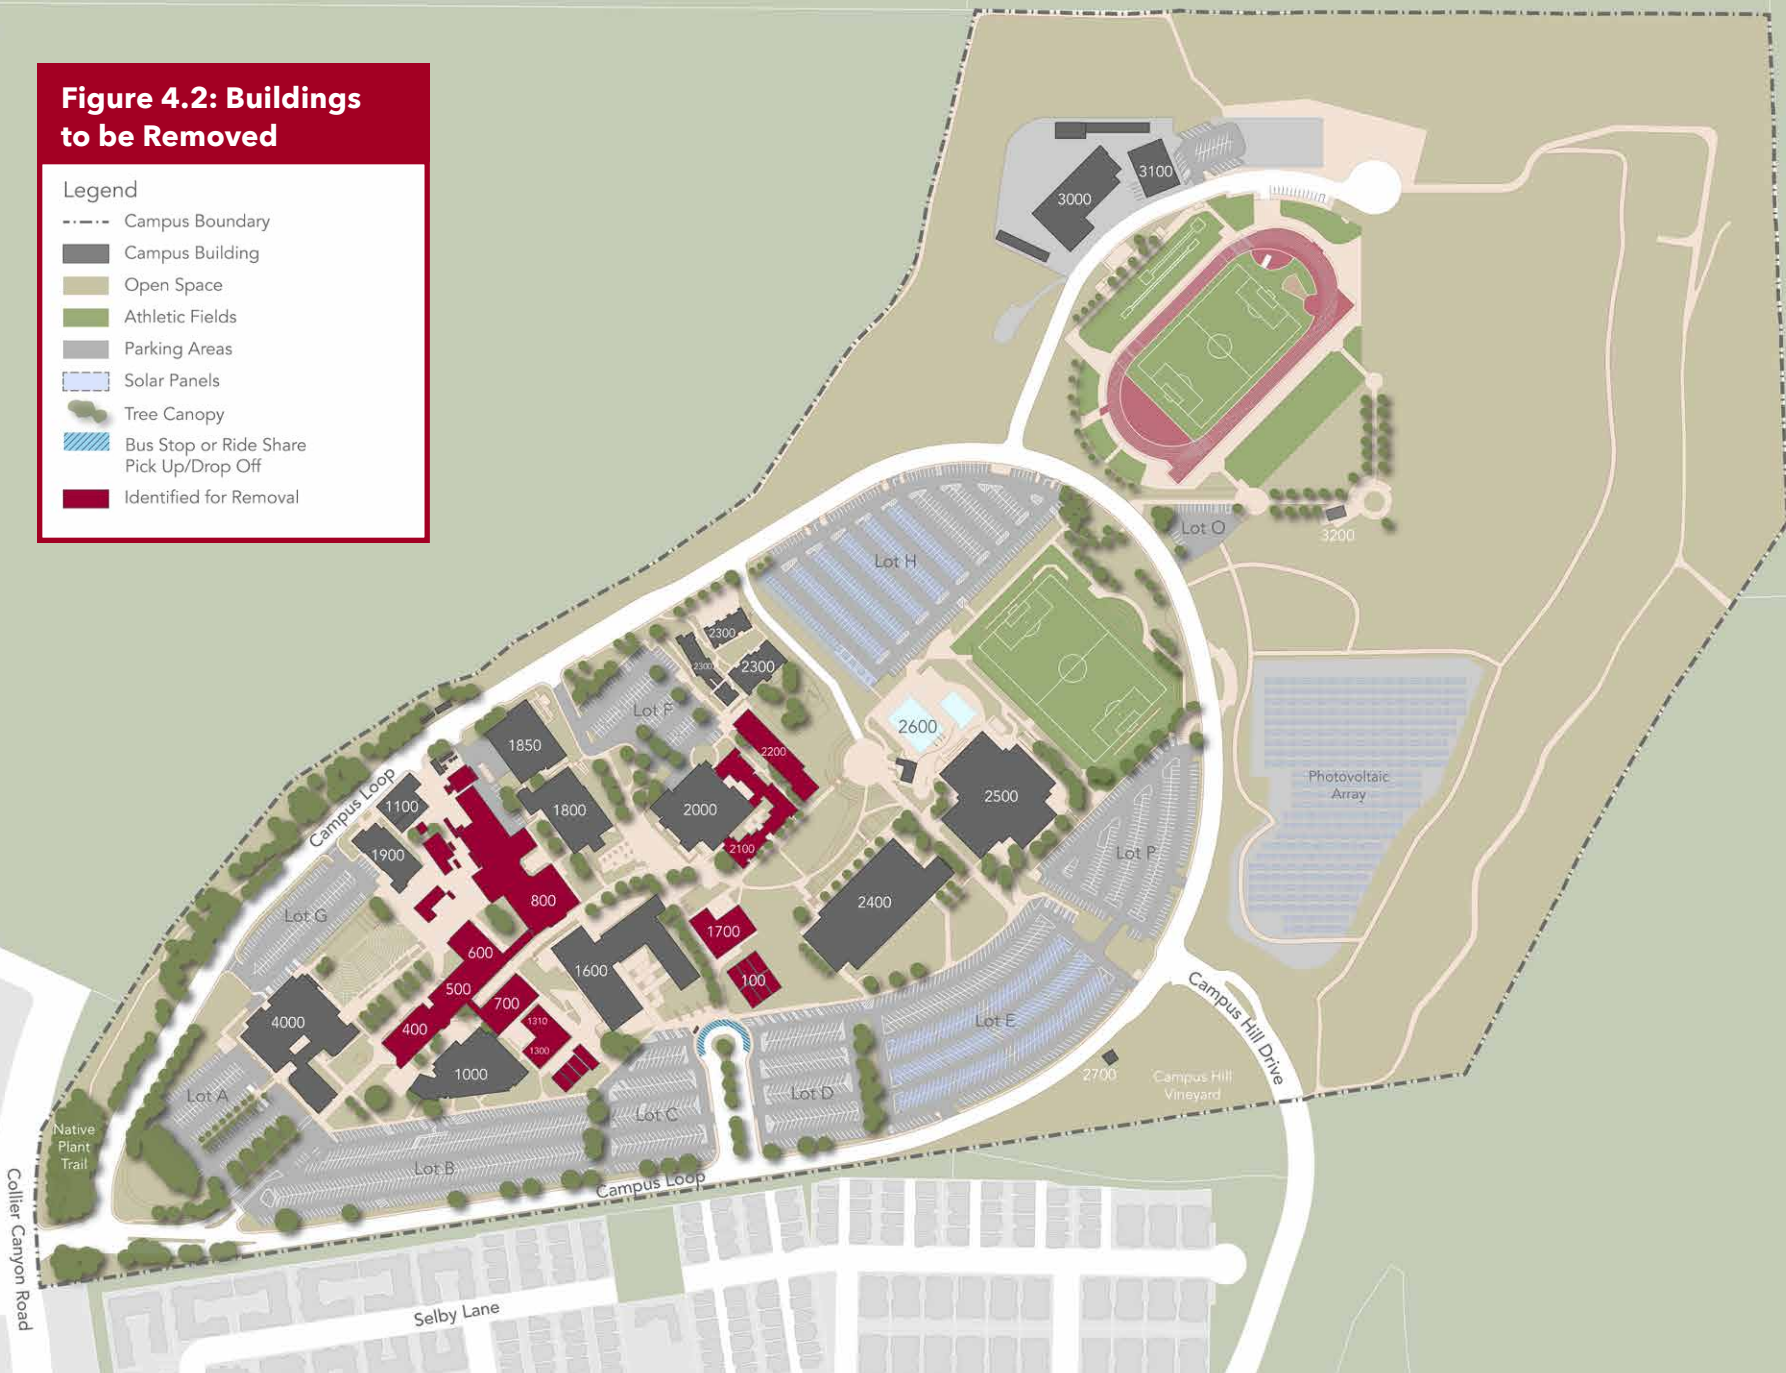 Figure 4.2: Buildings
to be Removed
Legend
Campus Boundary
Campus Building
Open Space
Athletic Fields
Parking Areas
Solar Panels
Tree Canopy
Bus Stop or Ride Share
Pick Up/Drop Off
Identified for Removal
3100
3000
Lot O
3200
Lot H
2300
2300
2300
Lot F
2600
1850
2200
Photovoltaic
Array
Campus Loop
1100
1800
2000
2500
1900
2100
Lot P
800
2400
Lot G
1700
600
1600
100
500
700
Campus Hill Drive
4000
400
1310
1300
Lot E
1000
2700
Campus Hill
Vineyard
Lot A
Lot C
Lot D
Native
Plant
Trail
Lot B
Campus Loop
Collier Canyon Road
Selby Lane